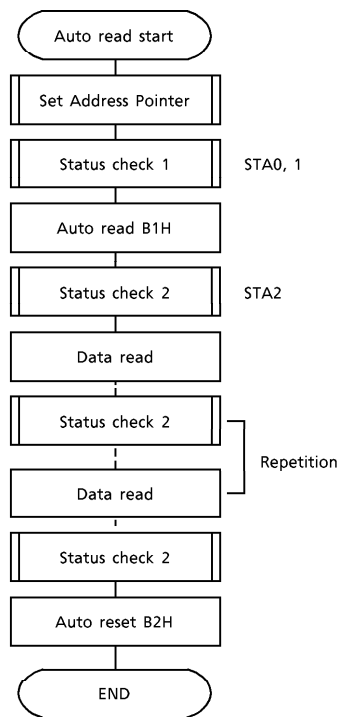 Auto read start
Set Address Pointer
Status check 1
STA0, 1
Auto read B1H
Status check 2
STA2
Data read
Status check 2
Repetition
Data read
Status check 2
Auto reset B2H
END